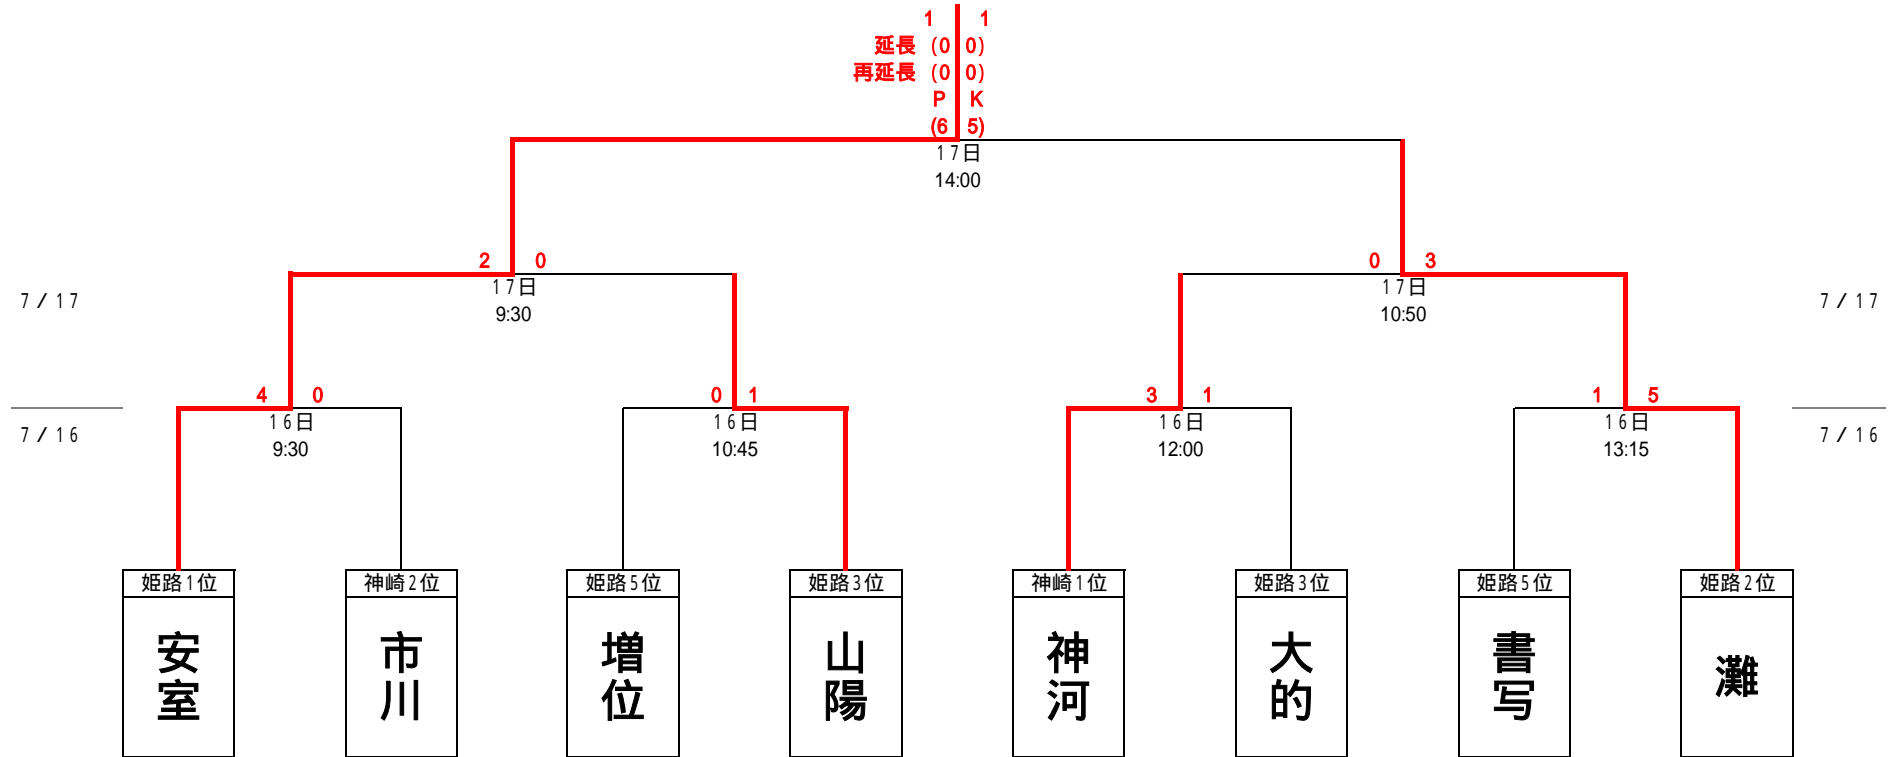 1 1
延長 (0 0)
再延長 (0 0)
P K
(6 5)
17日
14:00
2 0
0 3
17日
9:30
17日
10:50
7/17
7/17
4 0
0 1
3 1
1 5
16日
9:30
16日
10:45
16日
12:00
16日
13:15
7/16
7/16
姫路1位
神崎2位
姫路5位
姫路3位
神崎1位
姫路3位
姫路5位
姫路2位
安室
市川
増位
山陽
神河
大的
書写
灘